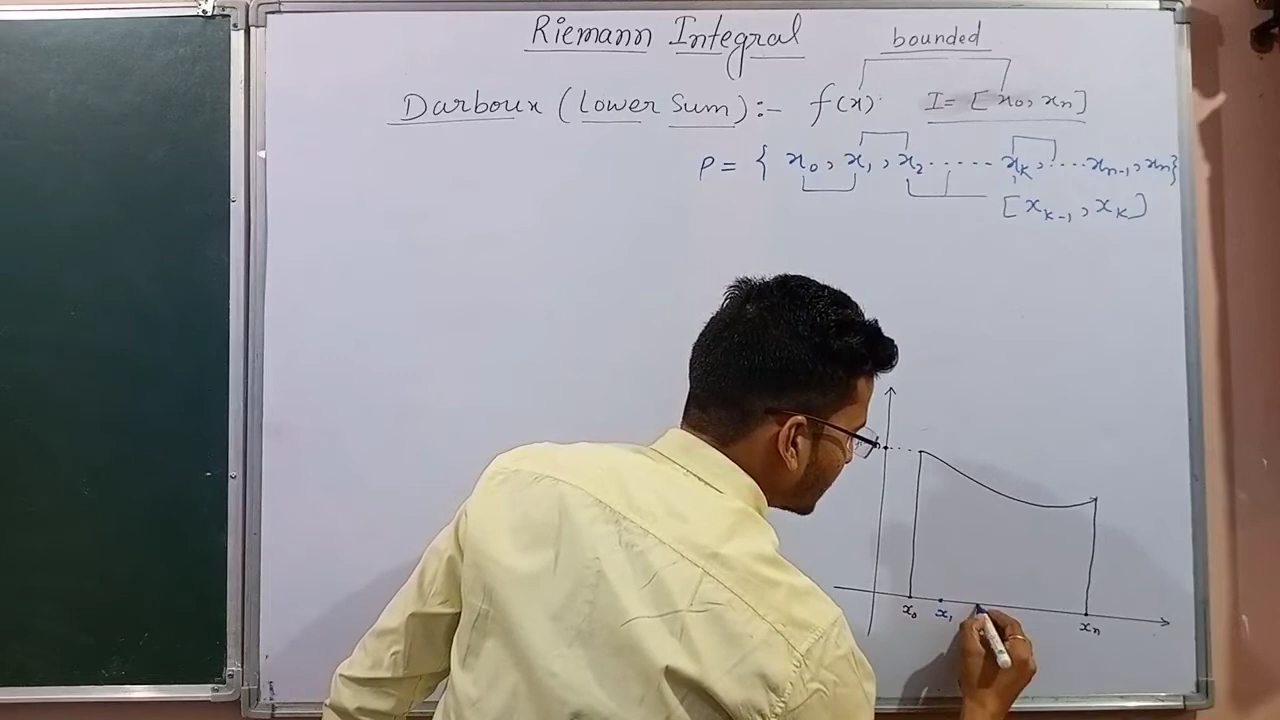 Riemann Integral
bounded
Darboux (Lower Sum) :- f(x) I = [x₀, xₙ]
P = { x₀, x₁, x₂ ...... xₖ, .... xₙ₋₁, xₙ}
[xₖ₋₁, xₖ]
x₀ x₁ xₙ